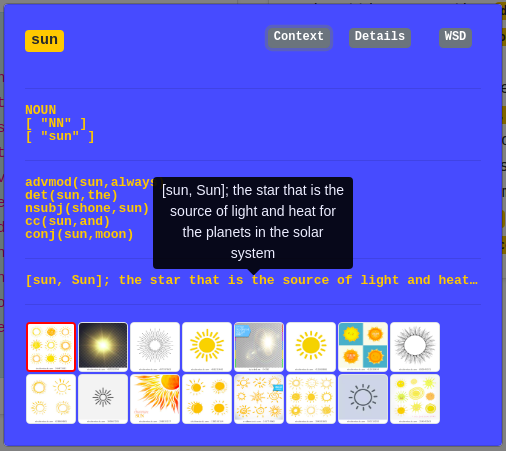 sun
Context
Details
WSD
NOUN
[ "NN" ]
[ "sun" ]
advmod(sun,always
det(sun,the)
nsubj(shone,sun)
cc(sun,and)
conj(sun,moon)
[sun, Sun]; the star that is the
source of light and heat for
the planets in the solar
system
[sun, Sun]; the star that is the source of light and heat…